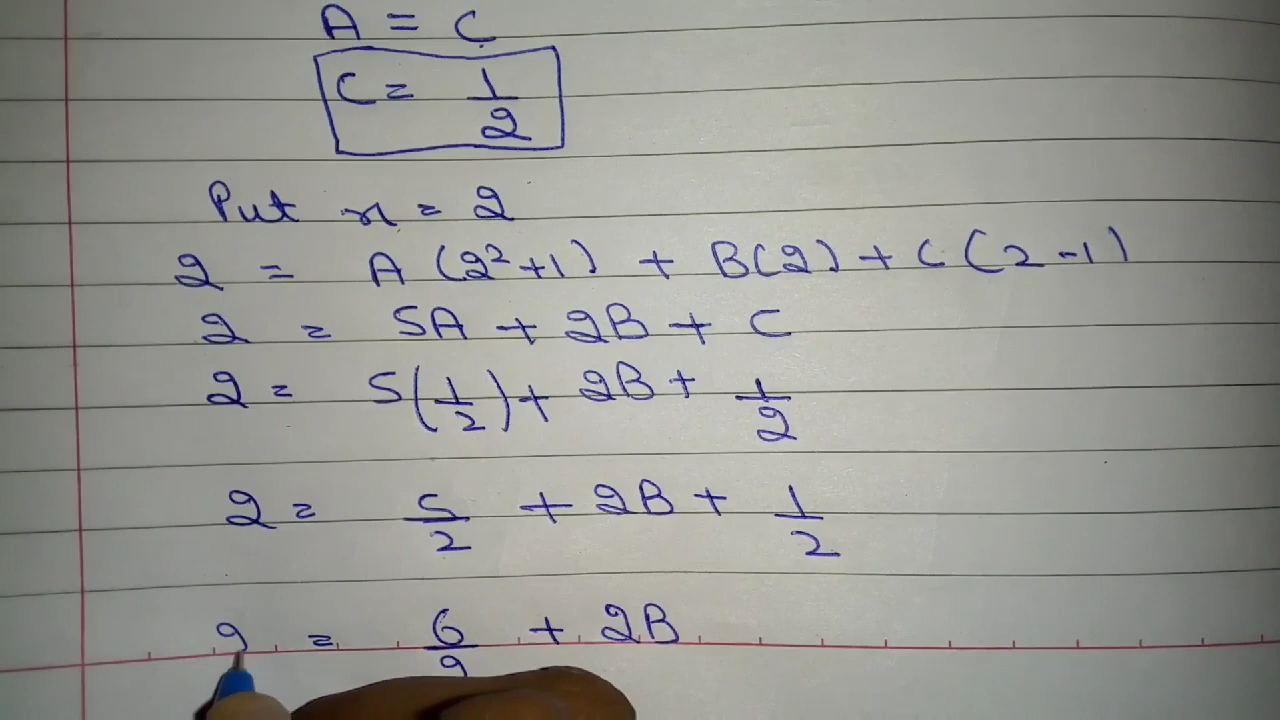 A = C
C = 1/2
Put x = 2
2 = A (2²+1) + B(2) + C (2-1)
2 = 5A + 2B + C
2 = 5(1/2) + 2B + 1/2
2 = 5/2 + 2B + 1/2
2 = 6/2 + 2B